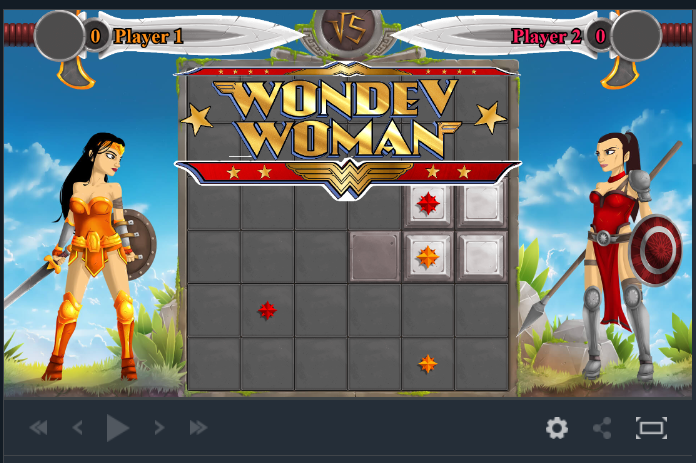 0 Player 1
VS
Player 2 0
WONDEV
WOMAN